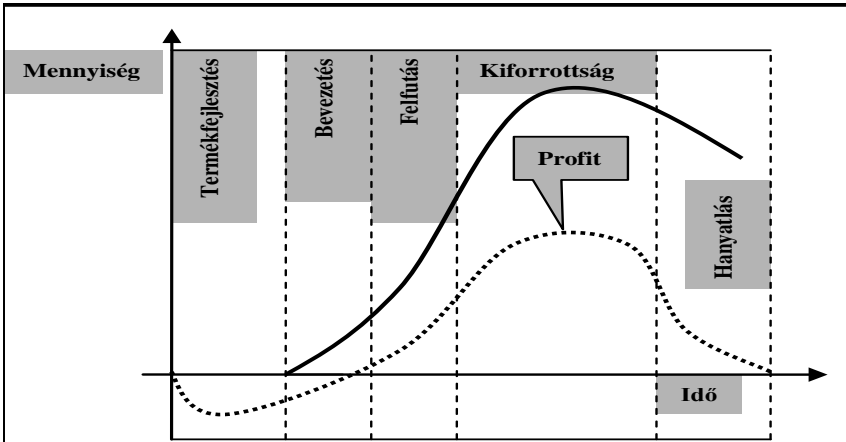 Mennyiség
Termékfejlesztés
Bevezetés
Felfutás
Kiforrottság
Profit
Hanyatlás
Idő